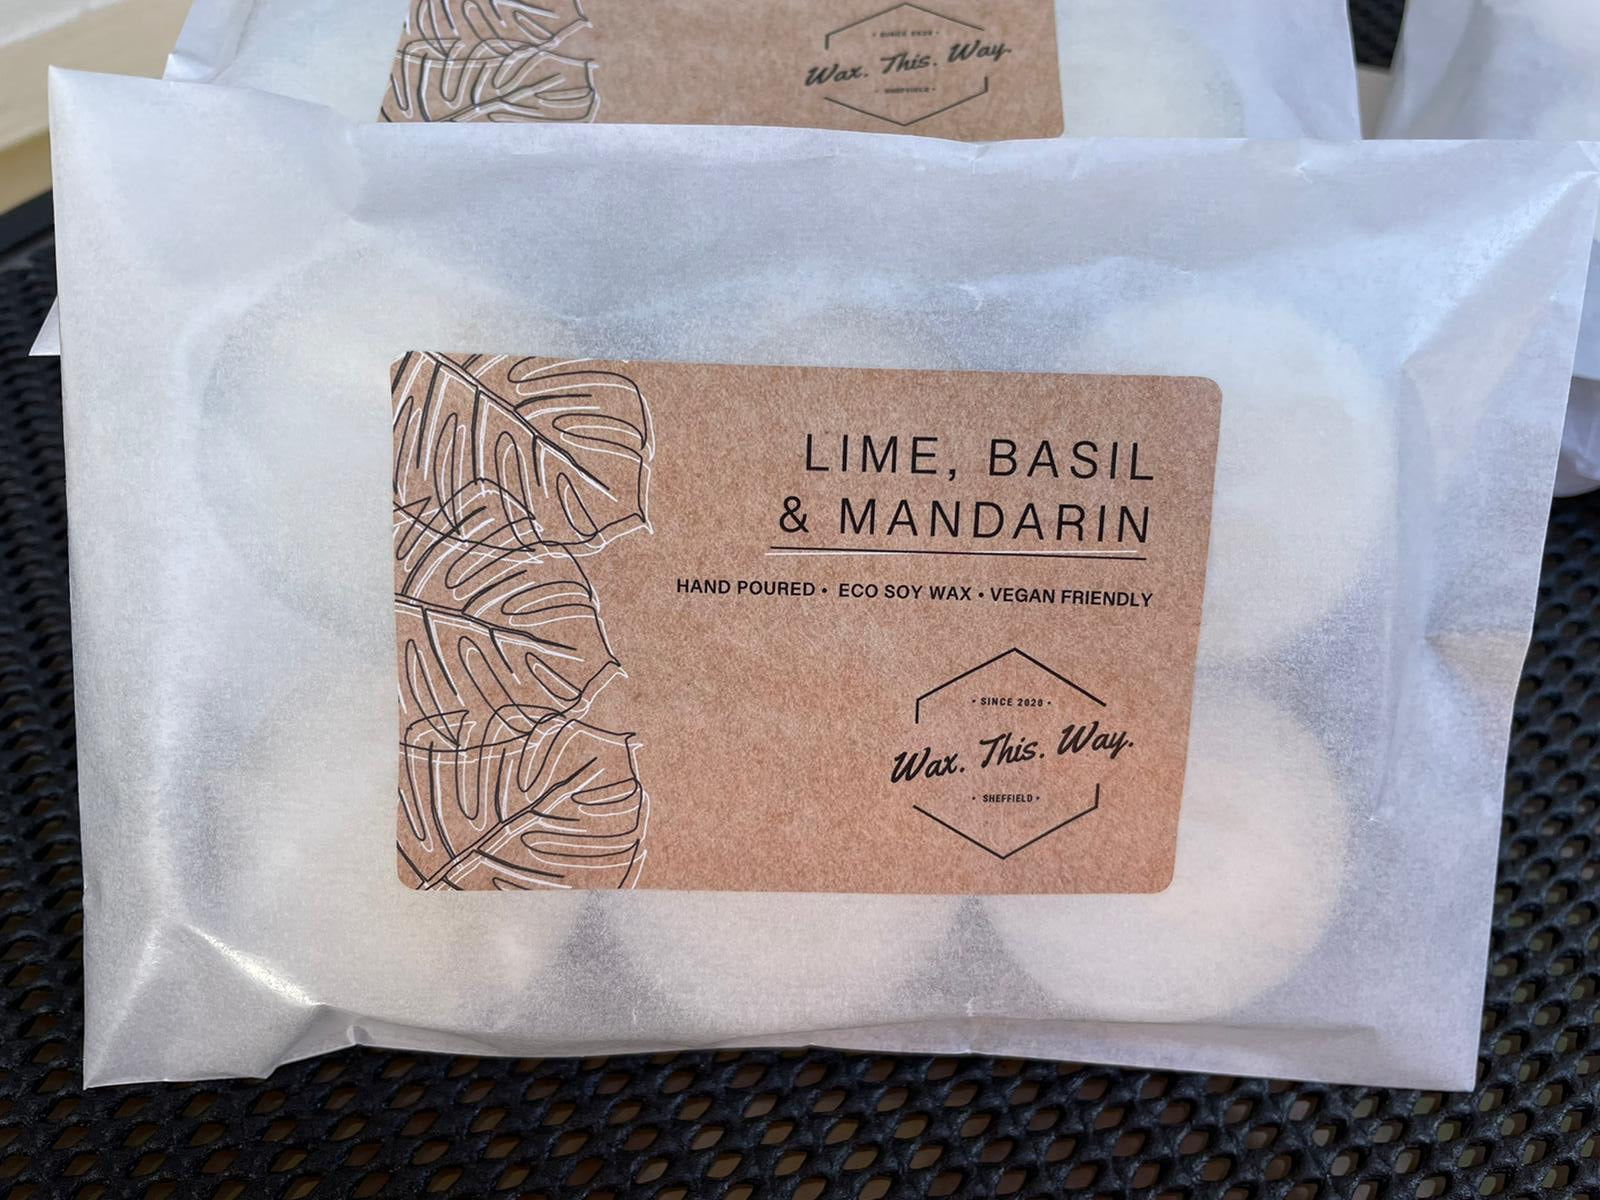 · SINCE 2020 ·
Wax. This. Way.
· SHEFFIELD ·
LIME, BASIL
& MANDARIN
HAND POURED • ECO SOY WAX • VEGAN FRIENDLY
· SINCE 2020 ·
Wax. This. Way.
· SHEFFIELD ·